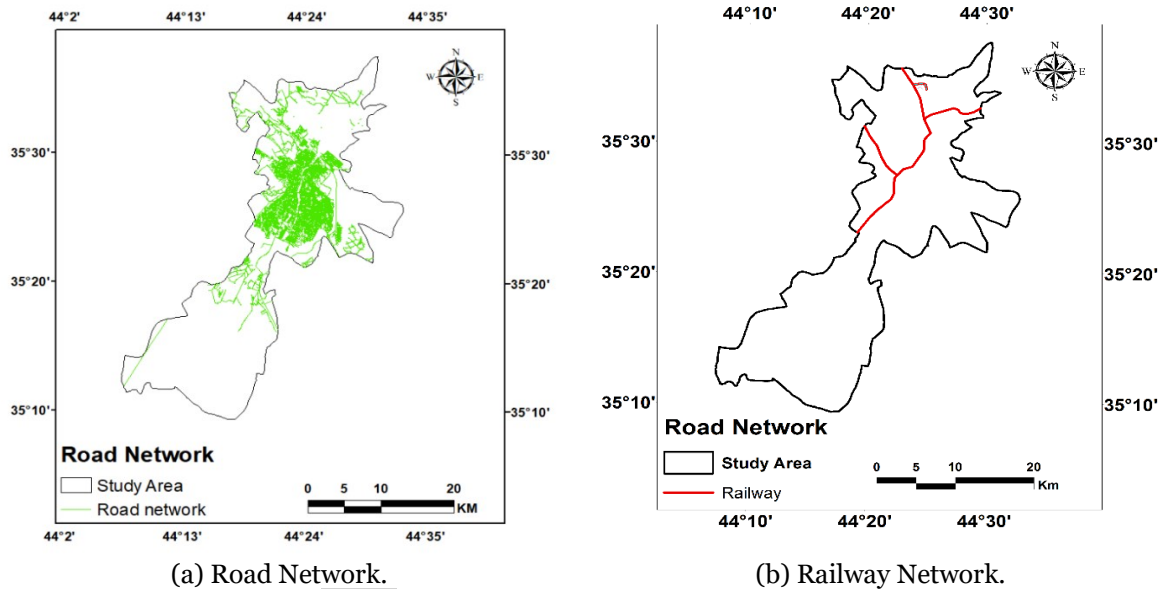 44°2' 44°13' 44°24' 44°35'
N
W E
S
35°30' 35°30'
35°20' 35°20'
35°10' 35°10'
Road Network
Study Area
Road network
0 5 10 20
KM
44°2' 44°13' 44°24' 44°35'
(a) Road Network.
44°10' 44°20' 44°30'
N
W E
S
35°30' 35°30'
35°20' 35°20'
35°10' 35°10'
Road Network
Study Area
Railway
0 5 10 20
Km
44°10' 44°20' 44°30'
(b) Railway Network.